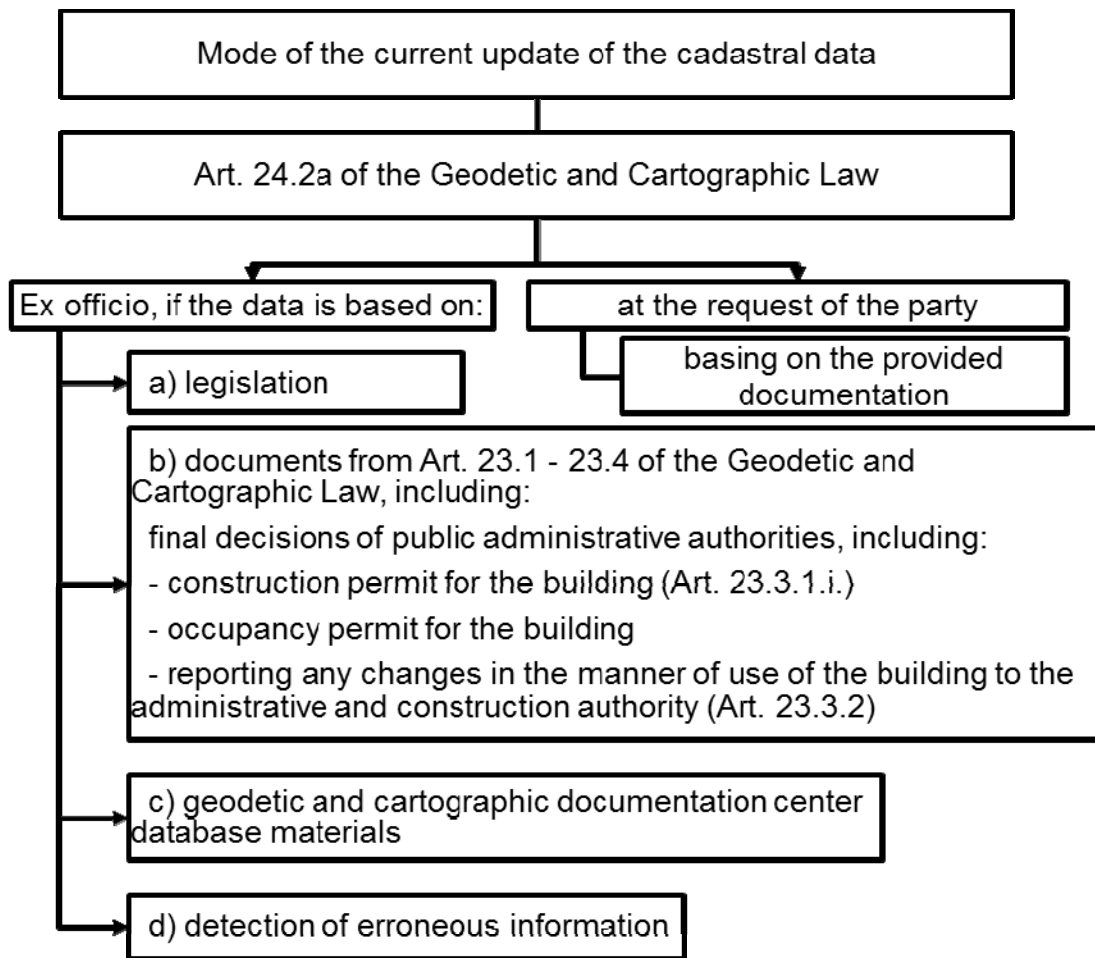 Mode of the current update of the cadastral data
Art. 24.2a of the Geodetic and Cartographic Law
Ex officio, if the data is based on:
at the request of the party
basing on the provided
documentation
a) legislation
b) documents from Art. 23.1 - 23.4 of the Geodetic and
Cartographic Law, including:
final decisions of public administrative authorities, including:
- construction permit for the building (Art. 23.3.1.i.)
- occupancy permit for the building
- reporting any changes in the manner of use of the building to the
administrative and construction authority (Art. 23.3.2)
c) geodetic and cartographic documentation center
database materials
d) detection of erroneous information